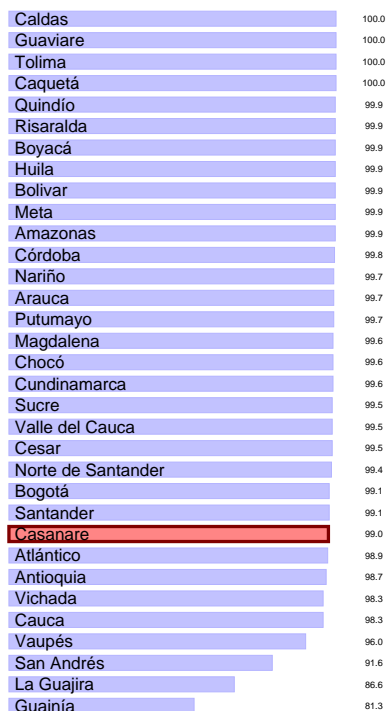 Caldas 100.0
Guaviare 100.0
Tolima 100.0
Caquetá 100.0
Quindío 99.9
Risaralda 99.9
Boyacá 99.9
Huila 99.9
Bolivar 99.9
Meta 99.9
Amazonas 99.9
Córdoba 99.8
Nariño 99.7
Arauca 99.7
Putumayo 99.7
Magdalena 99.6
Chocó 99.6
Cundinamarca 99.6
Sucre 99.5
Valle del Cauca 99.5
Cesar 99.5
Norte de Santander 99.4
Bogotá 99.1
Santander 99.1
Casanare 99.0
Atlántico 98.9
Antioquia 98.7
Vichada 98.3
Cauca 98.3
Vaupés 96.0
San Andrés 91.6
La Guajira 86.6
Guainía 81.3